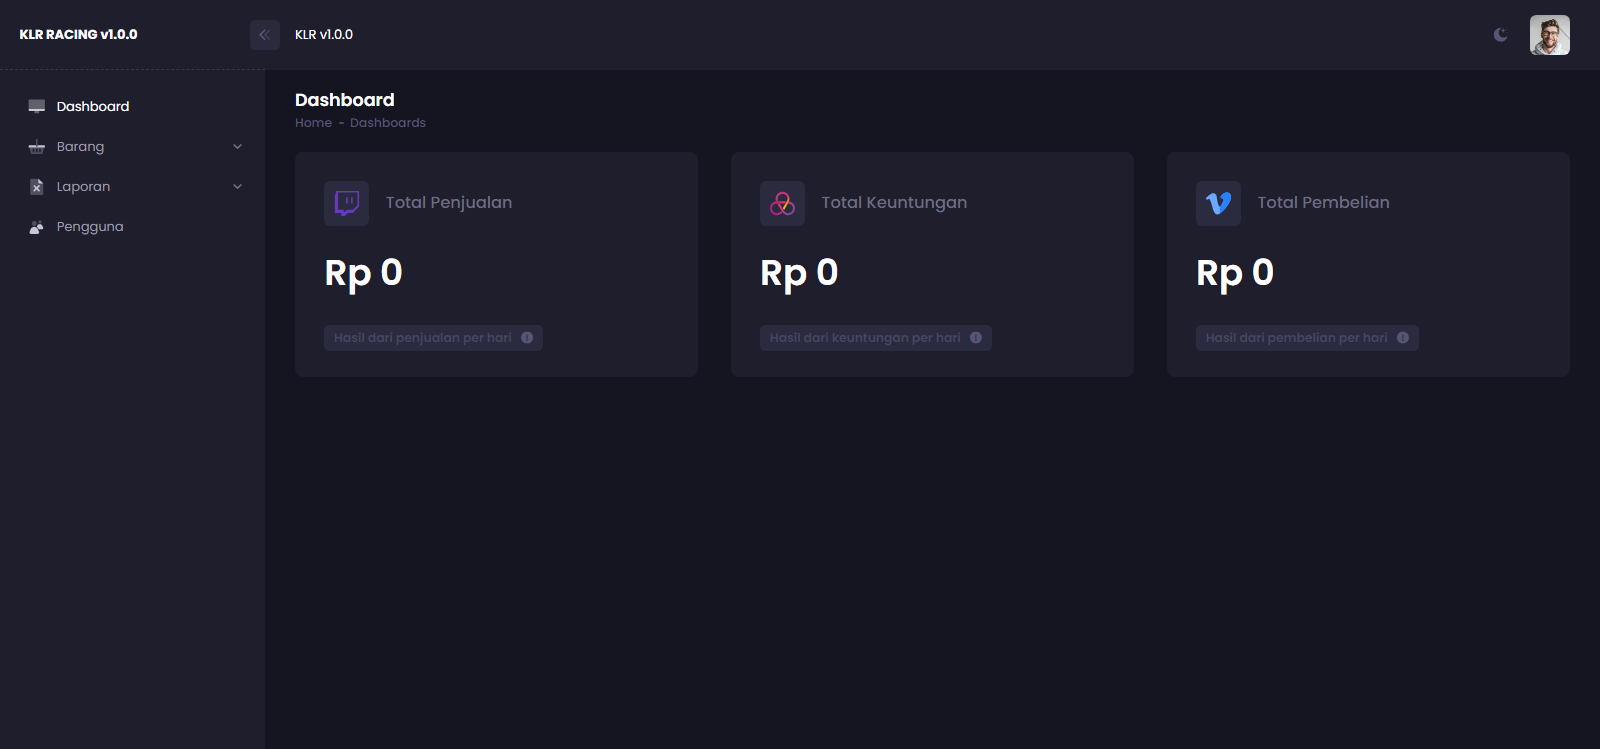 KLR RACING v1.0.0
KLR v1.0.0
Dashboard
Barang
Laporan
Pengguna
Dashboard
Home - Dashboards
Total Penjualan
Rp 0
Hasil dari penjualan per hari
Total Keuntungan
Rp 0
Hasil dari keuntungan per hari
Total Pembelian
Rp 0
Hasil dari pembelian per hari